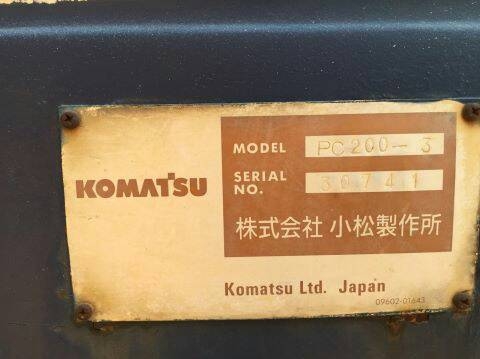 MODEL PC200-3
SERIAL NO. 30741
KOMATSU
株式会社 小松製作所
Komatsu Ltd. Japan
09602-01643